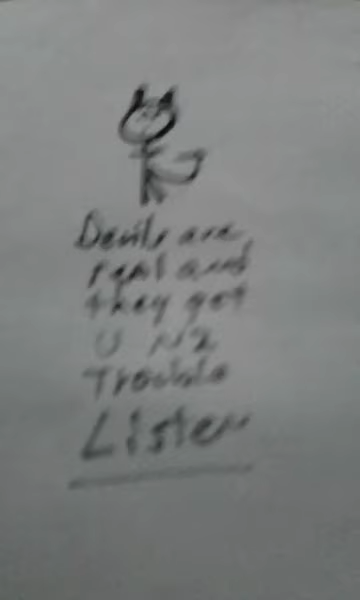 Devils are
real and
they get
U N2
Trouble
Listen